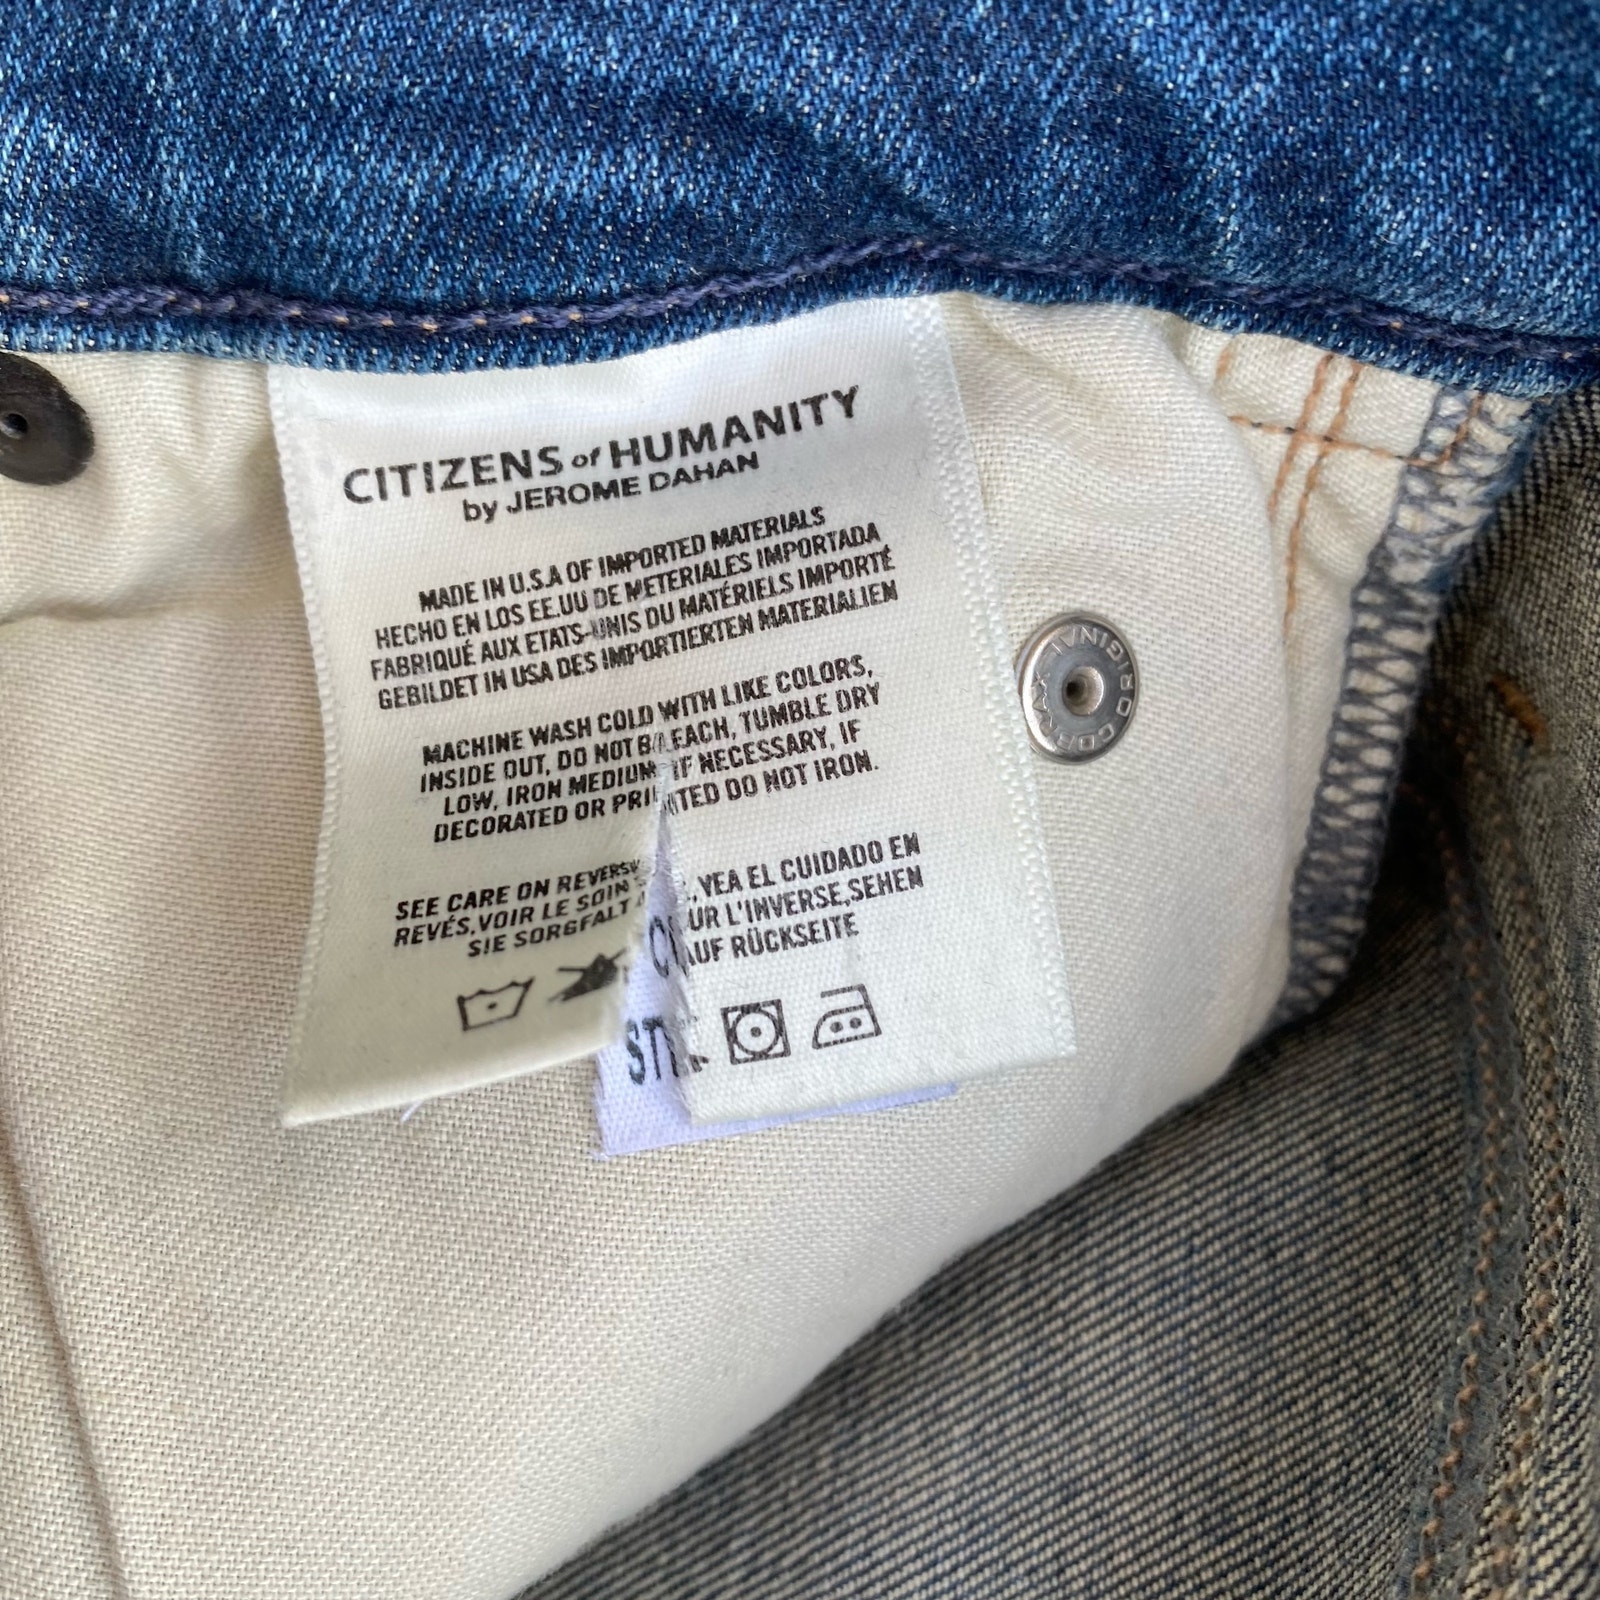 CITIZENS of HUMANITY
by JEROME DAHAN
MADE IN U.S.A OF IMPORTED MATERIALS
HECHO EN LOS EE.UU DE METERIALES IMPORTADA
FABRIQUÉ AUX ETATS-UNIS DU MATÉRIELS IMPORTÉ
GEBILDET IN USA DES IMPORTIERTEN MATERIALIEN
MACHINE WASH COLD WITH LIKE COLORS,
INSIDE OUT, DO NOT BLEACH, TUMBLE DRY
LOW, IRON MEDIUM IF NECESSARY, IF
DECORATED OR PRINTED DO NOT IRON.
SEE CARE ON REVERSE, VEA EL CUIDADO EN
REVÉS,VOIR LE SOIN SUR L'INVERSE,SEHEN
SIE SORGFALT AUF RÜCKSEITE
ORIGINAL CORMAX